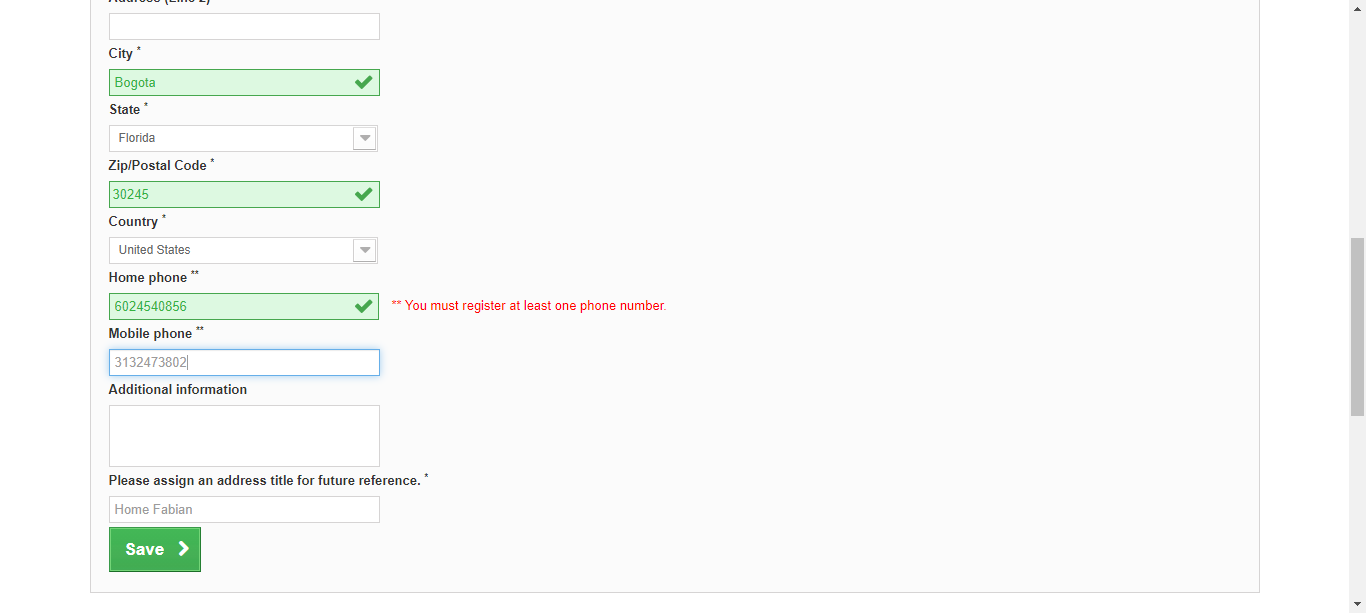 Address (Line 2)
City *
Bogota
State *
Florida
Zip/Postal Code *
30245
Country *
United States
Home phone **
6024540856
** You must register at least one phone number.
Mobile phone **
3132473802
Additional information
Please assign an address title for future reference. *
Home Fabian
Save